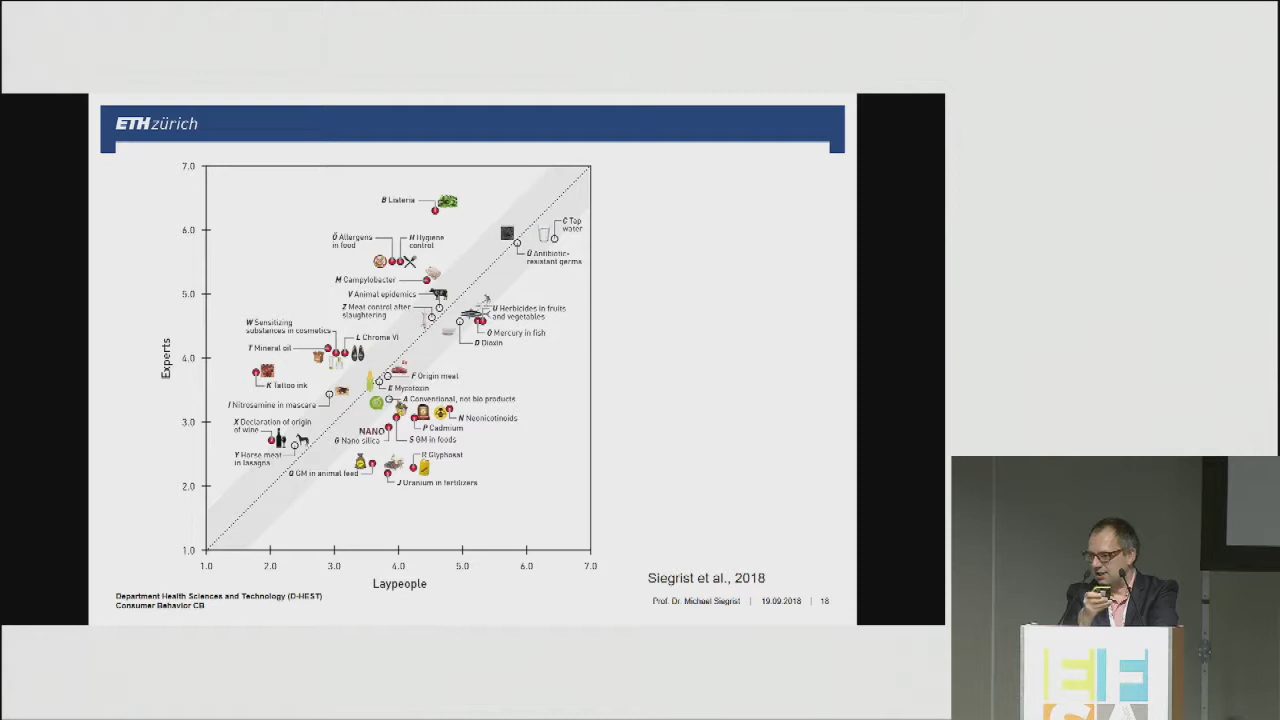 ETH zürich
7.0
6.0
5.0
4.0
3.0
2.0
1.0
Experts
B Listeria
Ö Allergens
in food
H Hygiene
control
C Tap
water
Ü Antibiotic-
resistant germs
M Campylobacter
V Animal epidemics
Z Meat control after
slaughtering
U Herbicides in fruits
and vegetables
O Mercury in fish
D Dioxin
W Sensitizing
substances in cosmetics
L Chrome VI
T Mineral oil
K Tattoo ink
F Origin meat
E Mycotoxin
I Nitrosamine in mascara
A Conventional, not bio products
N Neonicotinoids
P Cadmium
X Declaration of origin
of wine
NANO
G Nano silica
S GM in foods
Y Horse meat
in lasagna
Q GM in animal feed
R Glyphosat
J Uranium in fertilizers
1.0 2.0 3.0 4.0 5.0 6.0 7.0
Laypeople
Siegrist et al., 2018
Department Health Sciences and Technology (D-HEST)
Consumer Behavior CB
Prof. Dr. Michael Siegrist | 19.09.2018 | 18
EF
SA